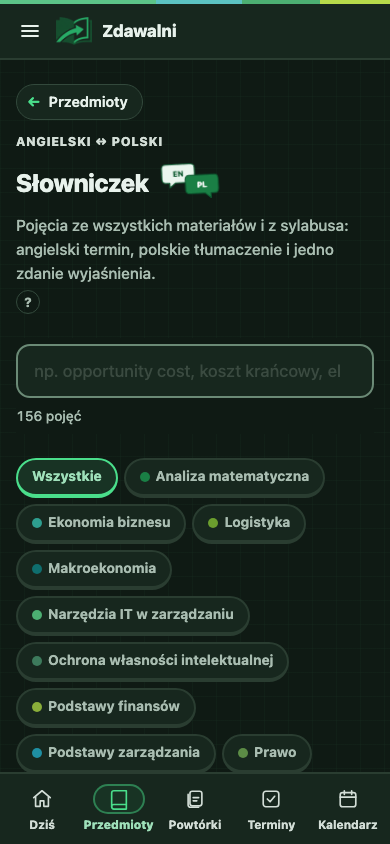 Zdawalni
← Przedmioty
ANGIELSKI ↔ POLSKI
Słowniczek
EN
PL
Pojęcia ze wszystkich materiałów i z sylabusa:
angielski termin, polskie tłumaczenie i jedno
zdanie wyjaśnienia.
?
np. opportunity cost, koszt krańcowy, el
156 pojęć
Wszystkie
Analiza matematyczna
Ekonomia biznesu
Logistyka
Makroekonomia
Narzędzia IT w zarządzaniu
Ochrona własności intelektualnej
Podstawy finansów
Podstawy zarządzania
Prawo
Dziś
Przedmioty
Powtórki
Terminy
Kalendarz